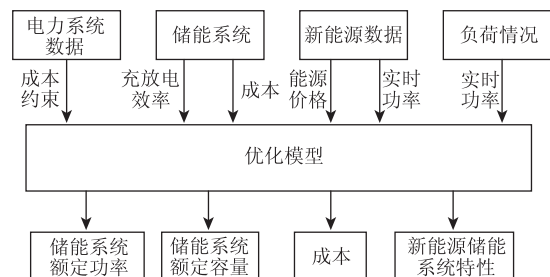 电力系统
数据
储能系统
新能源数据
负荷情况
成本
约束
充放电
效率
成本
能源
价格
实时
功率
实时
功率
优化模型
储能系统
额定功率
储能系统
额定容量
成本
新能源储能
系统特性